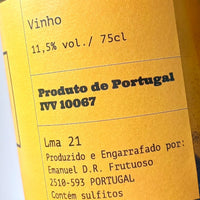 Vinho
11,5% vol./ 75cl
Produto de Portugal
IVV 10067
Lma 21
Produzido e Engarrafado por:
Emanuel D.R. Frutuoso
2510-593 PORTUGAL
Contém sulfitos